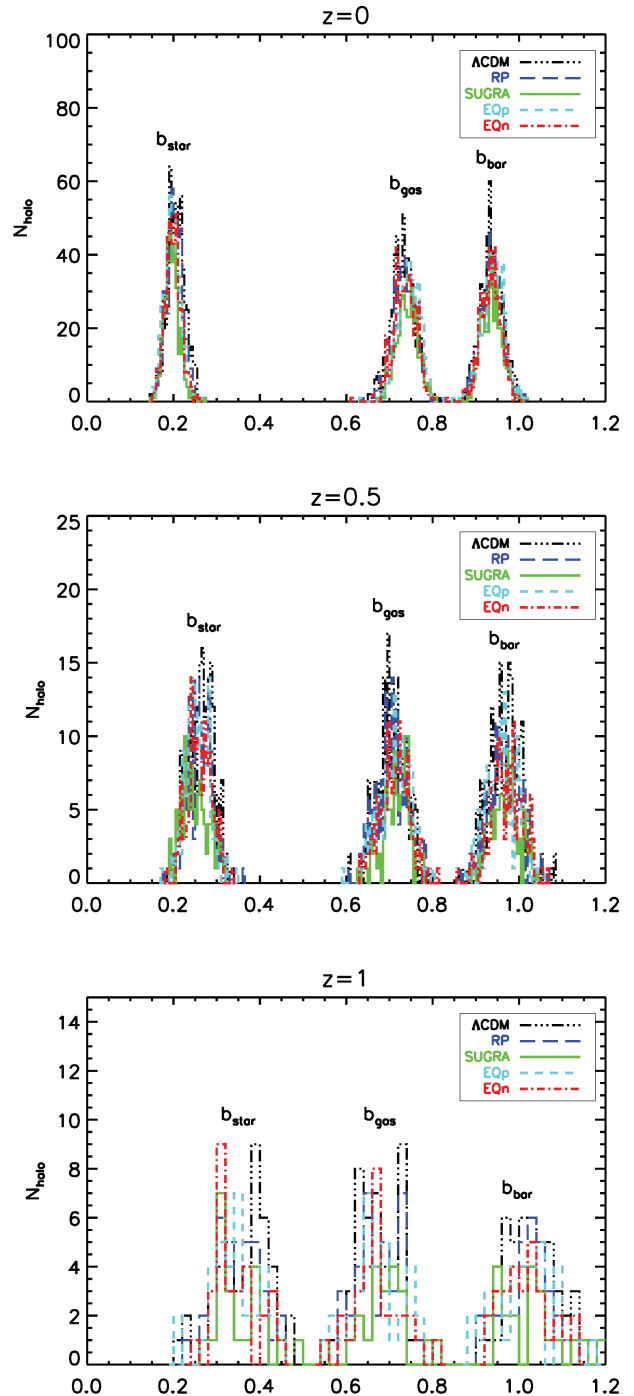 z=0
100
80
60
40
20
0
N_halo
b_star
b_gas
b_bar
ΛCDM
RP
SUGRA
EQp
EQn
0.0 0.2 0.4 0.6 0.8 1.0 1.2
z=0.5
25
20
15
10
5
0
N_halo
b_star
b_gas
b_bar
ΛCDM
RP
SUGRA
EQp
EQn
0.0 0.2 0.4 0.6 0.8 1.0 1.2
z=1
14
12
10
8
6
4
2
0
N_halo
b_star
b_gas
b_bar
ΛCDM
RP
SUGRA
EQp
EQn
0.0 0.2 0.4 0.6 0.8 1.0 1.2